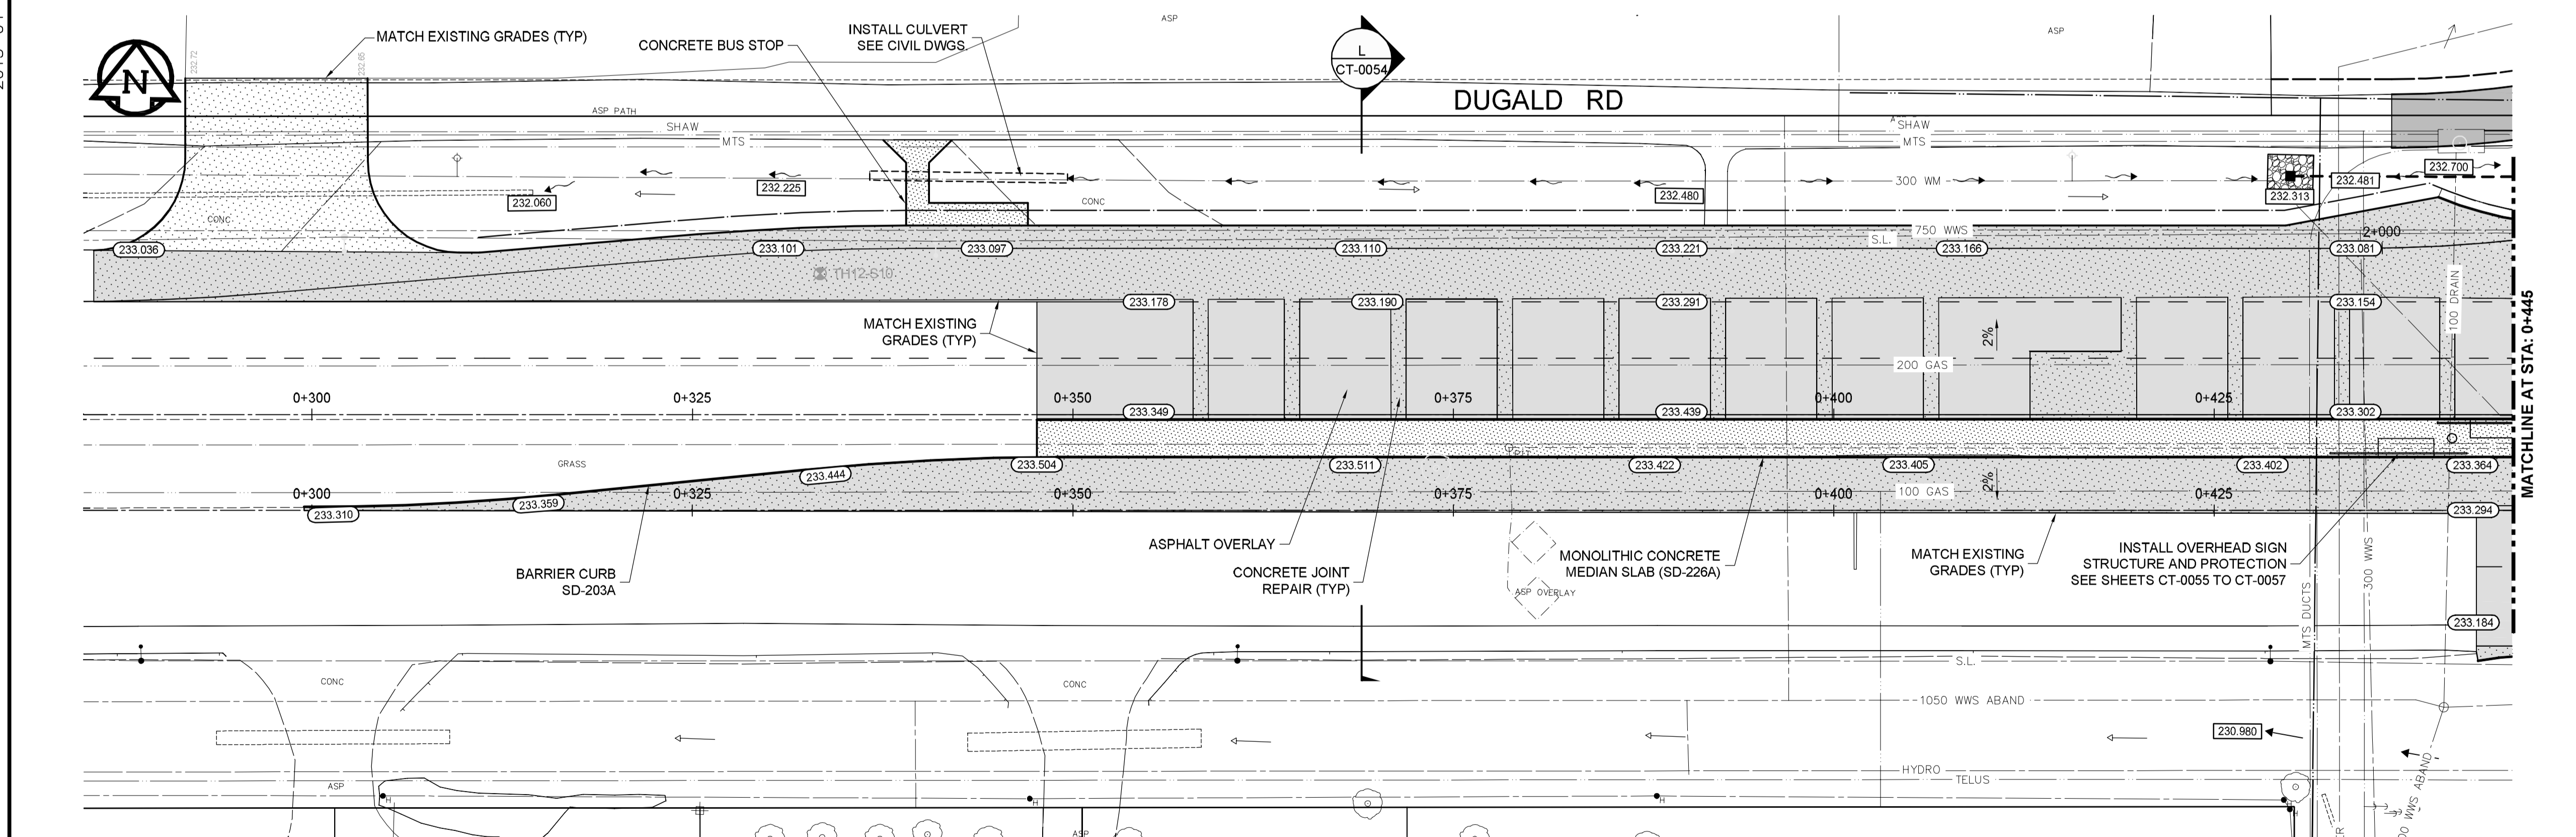 MATCH EXISTING GRADES (TYP)
CONCRETE BUS STOP
INSTALL CULVERT
SEE CIVIL DWGS.
ASP
L
CT-0054
ASP
232.72
232.65
N
DUGALD RD
ASP PATH
SHAW
MTS
SHAW
MTS
232.060
232.225
300 WM
232.480
232.313
232.481
232.700
CONC
CONC
750 WWS
S.L.
2+000
233.036
233.101
233.097
233.110
233.221
233.166
233.081
TH12-S10
233.178
233.190
233.291
233.154
100 DRAIN
MATCH EXISTING
GRADES (TYP)
2%
200 GAS
0+300
0+325
0+350
0+375
0+400
0+425
233.349
233.439
233.302
MATCHLINE AT STA: 0+445
GRASS
233.504
233.511
233.422
233.405
233.402
233.364
233.444
0+300
0+325
0+350
0+375
0+400
0+425
233.310
233.359
100 GAS
2%
233.294
ASPHALT OVERLAY
CONCRETE JOINT
REPAIR (TYP)
MONOLITHIC CONCRETE
MEDIAN SLAB (SD-226A)
MATCH EXISTING
GRADES (TYP)
INSTALL OVERHEAD SIGN
STRUCTURE AND PROTECTION
SEE SHEETS CT-0055 TO CT-0057
BARRIER CURB
SD-203A
ASP OVERLAY
MTS DUCTS
300 WWS
233.184
S.L.
CONC
CONC
1050 WWS ABAND
230.980
HYDRO
TELUS
ASP
H
H
H
H
ASP
WWS ABAND